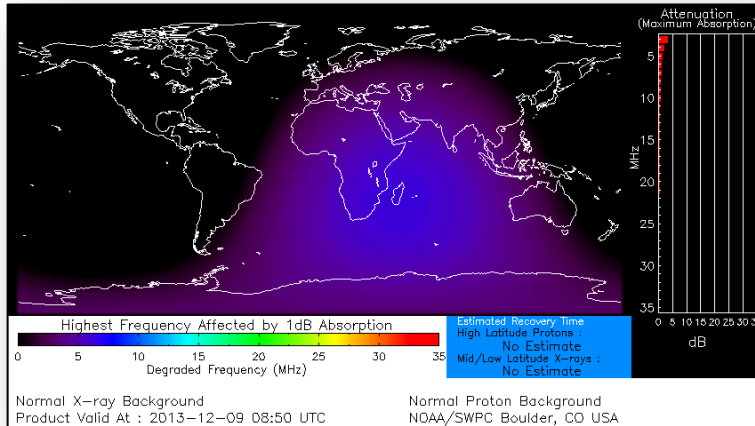 Attenuation
(Maximum Absorption)
5
10
15
20
25
30
35
MHz
0 5 10 15 20 25 30 35
dB
Highest Frequency Affected by 1dB Absorption
0 5 10 15 20 25 30 35
Degraded Frequency (MHz)
Estimated Recovery Time
High Latitude Protons :
No Estimate
Mid/Low Latitude X-rays :
No Estimate
Normal X-ray Background
Normal Proton Background
Product Valid At : 2013-12-09 08:50 UTC
NOAA/SWPC Boulder, CO USA